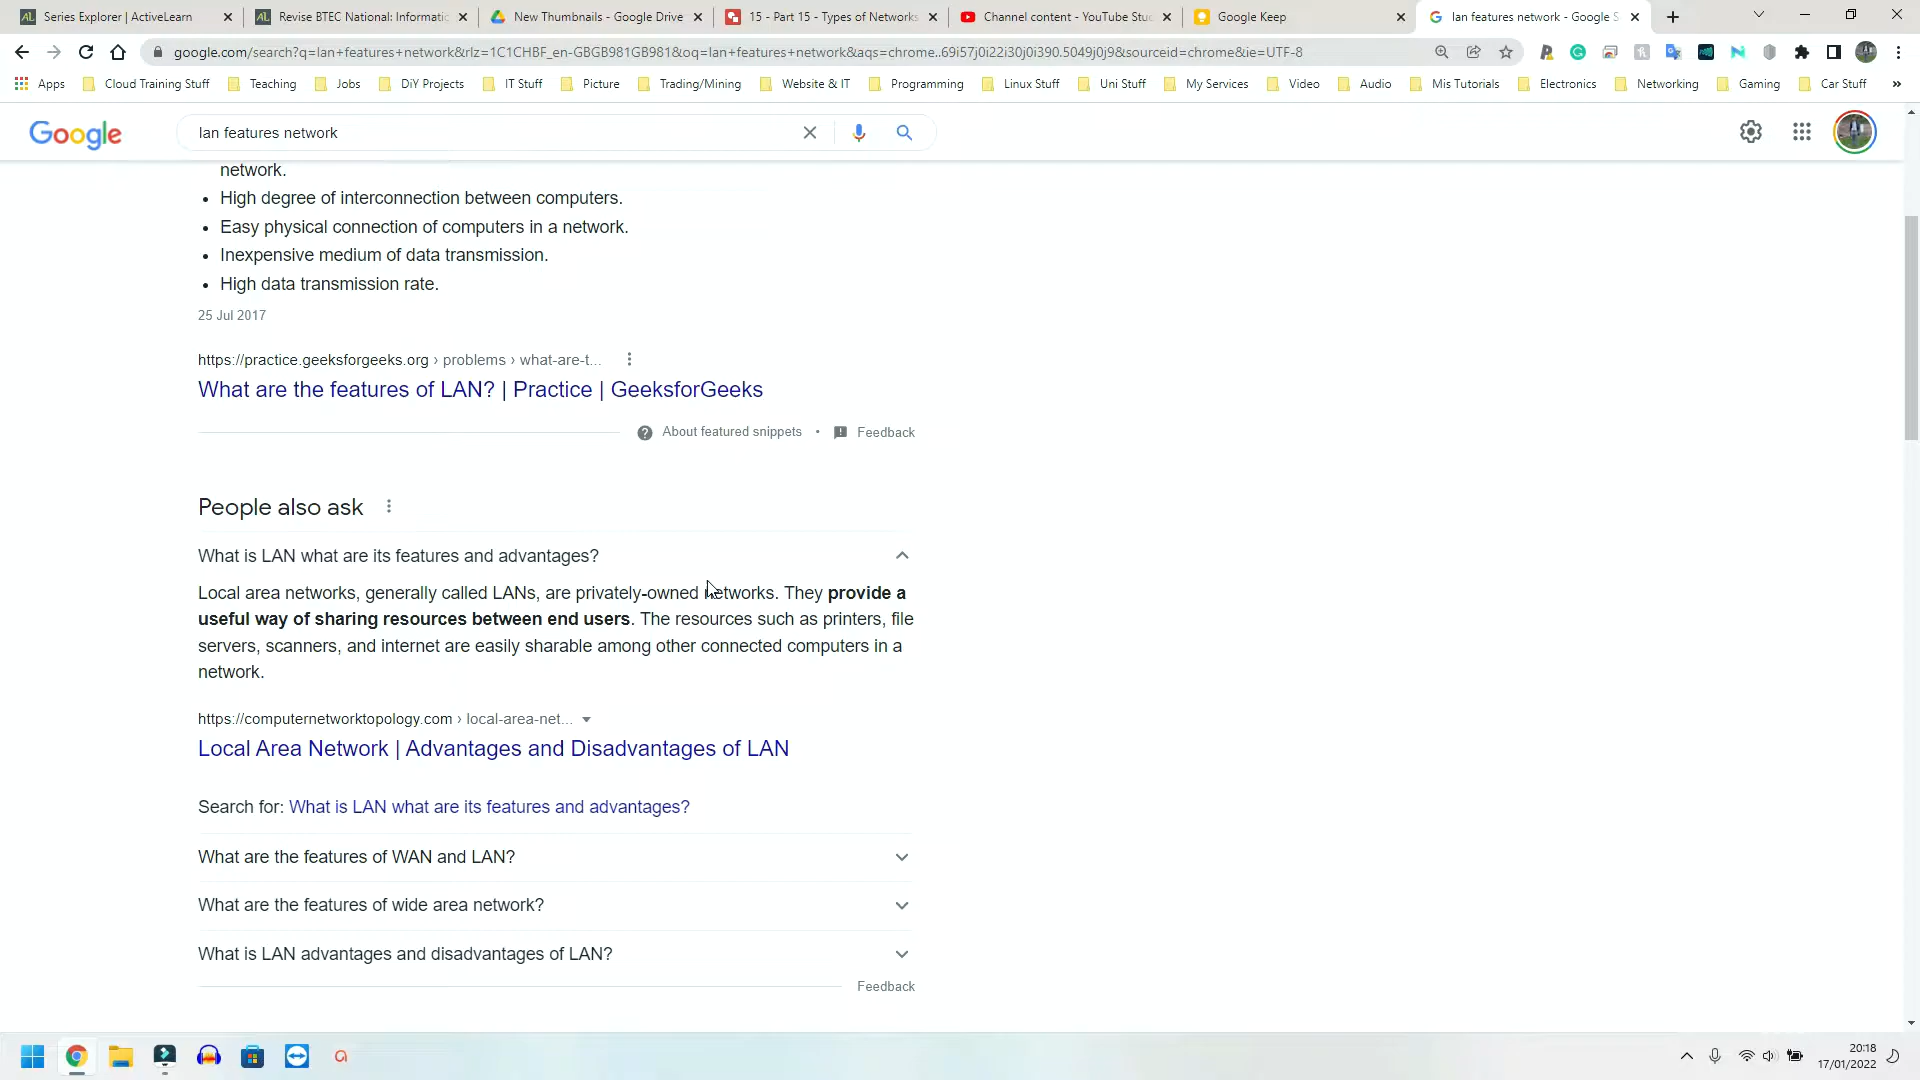 Series Explorer | ActiveLearn
Revise BTEC National: Informatic
New Thumbnails - Google Drive
15 - Part 15 - Types of Networks
Channel content - YouTube Stud
Google Keep
lan features network - Google S
google.com/search?q=lan+features+network&rlz=1C1CHBF_en-GBGB981GB981&oq=lan+features+network&aqs=chrome..69i57j0i22i30j0i390.5049j0j9&sourceid=chrome&ie=UTF-8
Apps Cloud Training Stuff Teaching Jobs DiY Projects IT Stuff Picture Trading/Mining Website & IT Programming Linux Stuff Uni Stuff My Services Video Audio Mis Tutorials Electronics Networking Gaming Car Stuff »
Google
lan features network
network.
• High degree of interconnection between computers.
• Easy physical connection of computers in a network.
• Inexpensive medium of data transmission.
• High data transmission rate.
25 Jul 2017
https://practice.geeksforgeeks.org › problems › what-are-t...
What are the features of LAN? | Practice | GeeksforGeeks
About featured snippets • Feedback
People also ask
What is LAN what are its features and advantages?
Local area networks, generally called LANs, are privately-owned networks. They provide a
useful way of sharing resources between end users. The resources such as printers, file
servers, scanners, and internet are easily sharable among other connected computers in a
network.
https://computernetworktopology.com › local-area-net...
Local Area Network | Advantages and Disadvantages of LAN
Search for: What is LAN what are its features and advantages?
What are the features of WAN and LAN?
What are the features of wide area network?
What is LAN advantages and disadvantages of LAN?
Feedback
20:18
17/01/2022